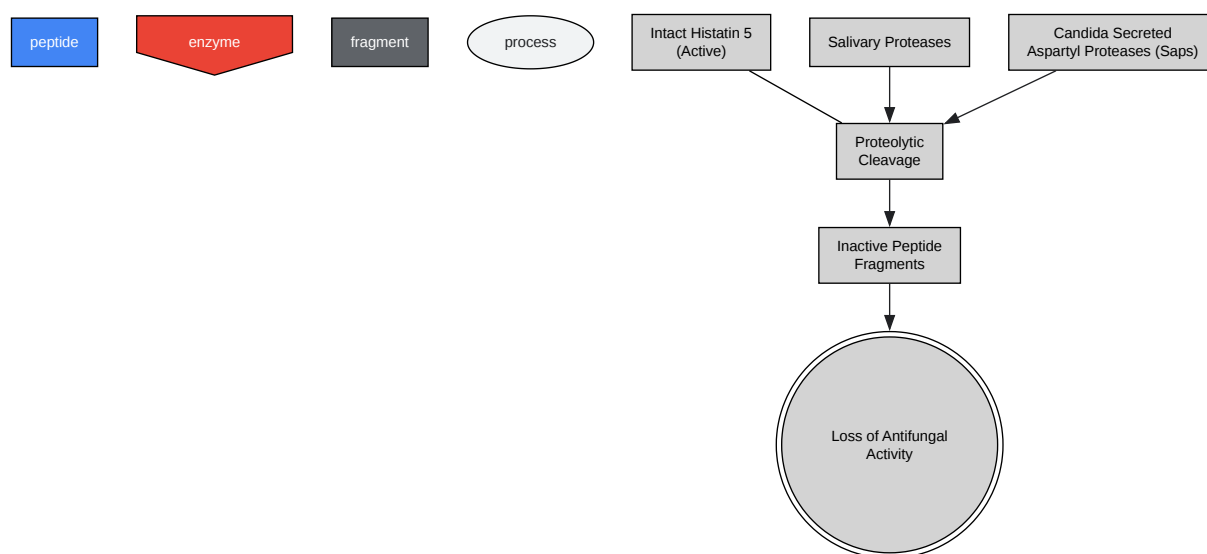 peptide
enzyme
fragment
process
Intact Histatin 5
(Active)
Salivary Proteases
Candida Secreted
Aspartyl Proteases (Saps)
Proteolytic
Cleavage
Inactive Peptide
Fragments
Loss of Antifungal
Activity